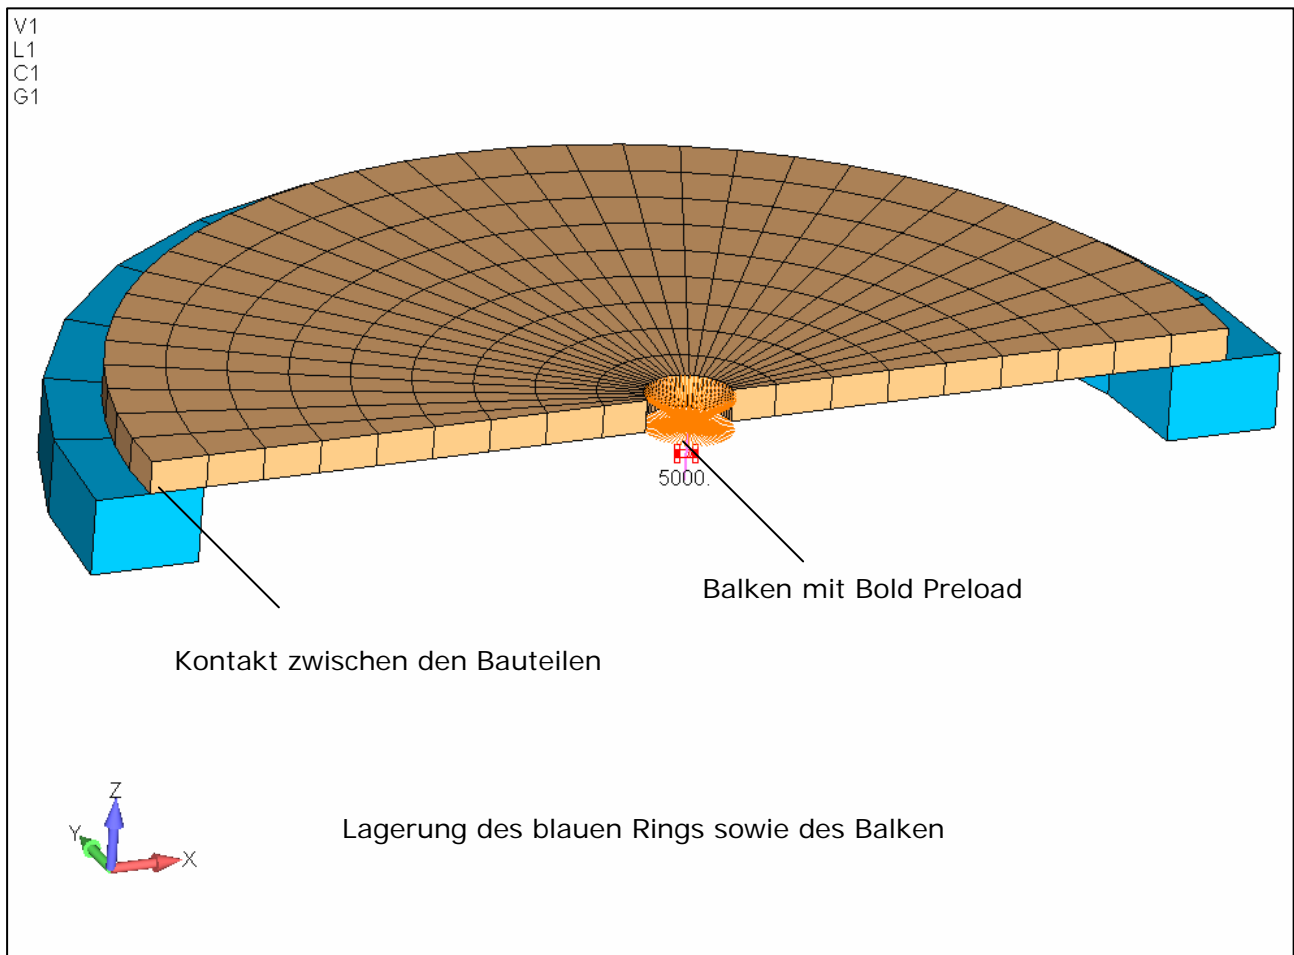 V1
L1
C1
G1
5000.
Balken mit Bold Preload
Kontakt zwischen den Bauteilen
Z
Y
X
Lagerung des blauen Rings sowie des Balken